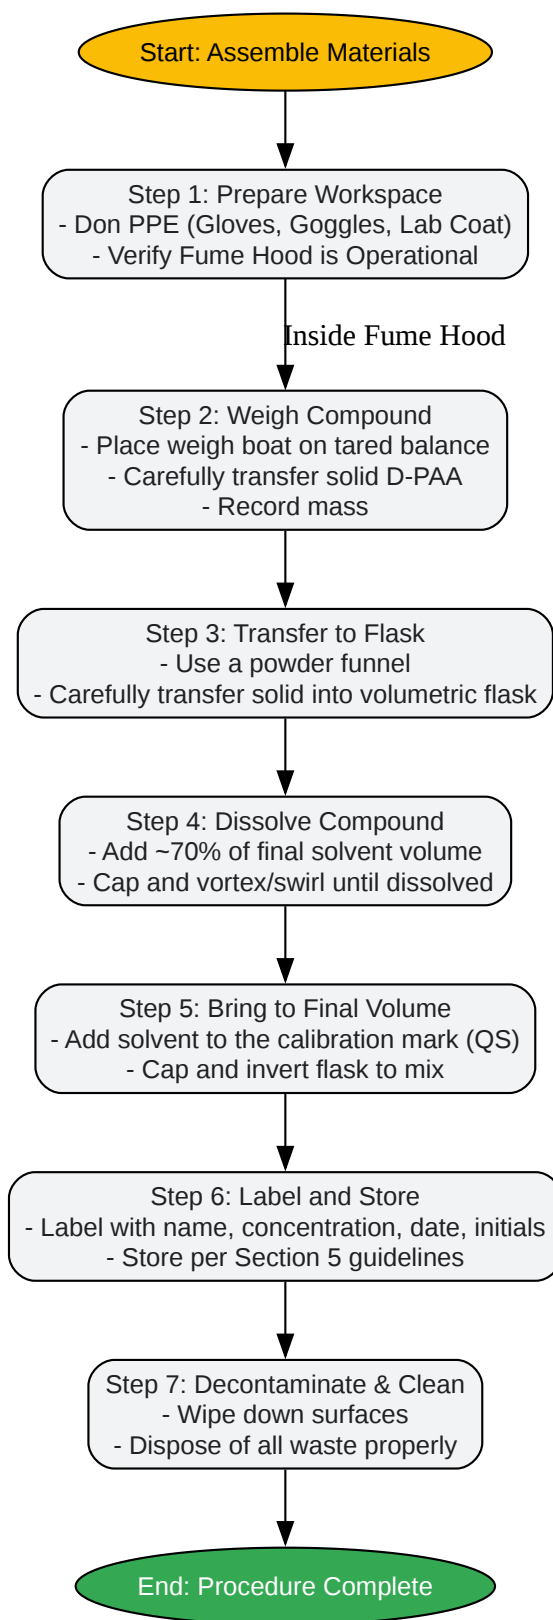 Start: Assemble Materials
Step 1: Prepare Workspace
- Don PPE (Gloves, Goggles, Lab Coat)
- Verify Fume Hood is Operational
Inside Fume Hood
Step 2: Weigh Compound
- Place weigh boat on tared balance
- Carefully transfer solid D-PAA
- Record mass
Step 3: Transfer to Flask
- Use a powder funnel
- Carefully transfer solid into volumetric flask
Step 4: Dissolve Compound
- Add ~70% of final solvent volume
- Cap and vortex/swirl until dissolved
Step 5: Bring to Final Volume
- Add solvent to the calibration mark (QS)
- Cap and invert flask to mix
Step 6: Label and Store
- Label with name, concentration, date, initials
- Store per Section 5 guidelines
Step 7: Decontaminate & Clean
- Wipe down surfaces
- Dispose of all waste properly
End: Procedure Complete